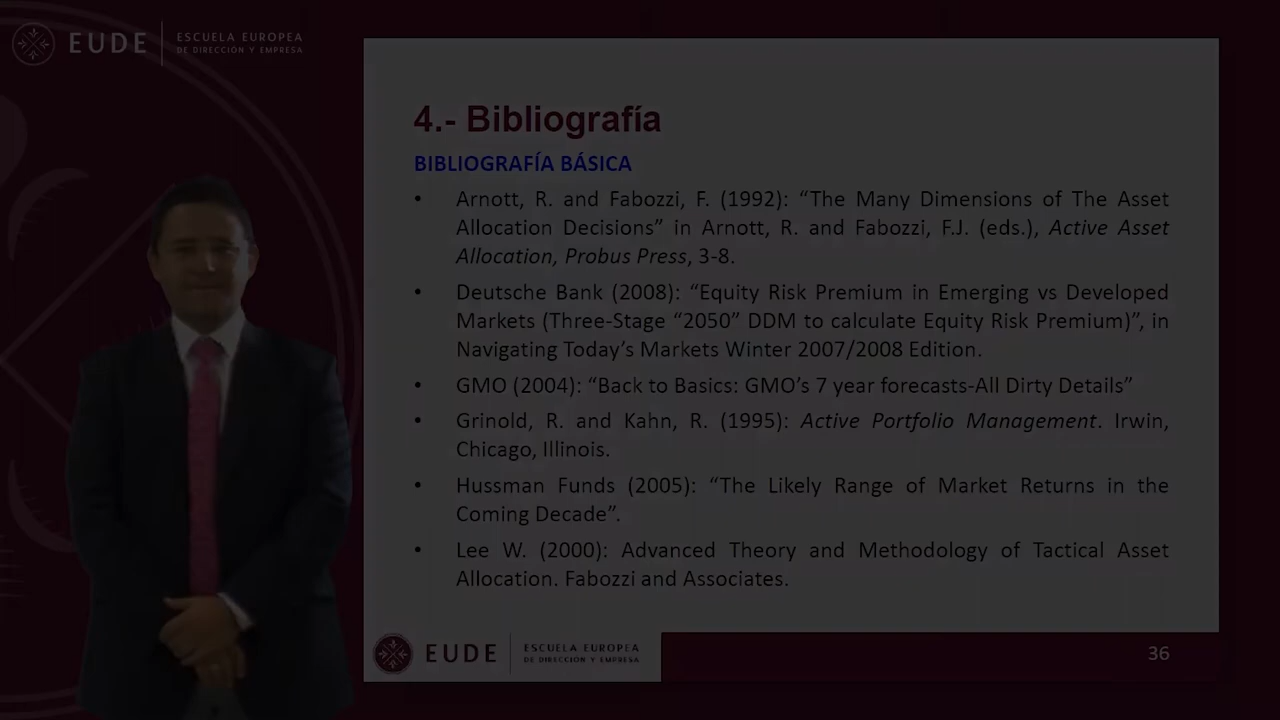 EUDE
ESCUELA EUROPEA
DE DIRECCIÓN Y EMPRESA
4.- Bibliografía
BIBLIOGRAFÍA BÁSICA
• Arnott, R. and Fabozzi, F. (1992): “The Many Dimensions of The Asset
Allocation Decisions” in Arnott, R. and Fabozzi, F.J. (eds.), Active Asset
Allocation, Probus Press, 3-8.
• Deutsche Bank (2008): “Equity Risk Premium in Emerging vs Developed
Markets (Three-Stage “2050” DDM to calculate Equity Risk Premium)”, in
Navigating Today’s Markets Winter 2007/2008 Edition.
• GMO (2004): “Back to Basics: GMO’s 7 year forecasts-All Dirty Details”
• Grinold, R. and Kahn, R. (1995): Active Portfolio Management. Irwin,
Chicago, Illinois.
• Hussman Funds (2005): “The Likely Range of Market Returns in the
Coming Decade”.
• Lee W. (2000): Advanced Theory and Methodology of Tactical Asset
Allocation. Fabozzi and Associates.
EUDE
ESCUELA EUROPEA
DE DIRECCIÓN Y EMPRESA
36